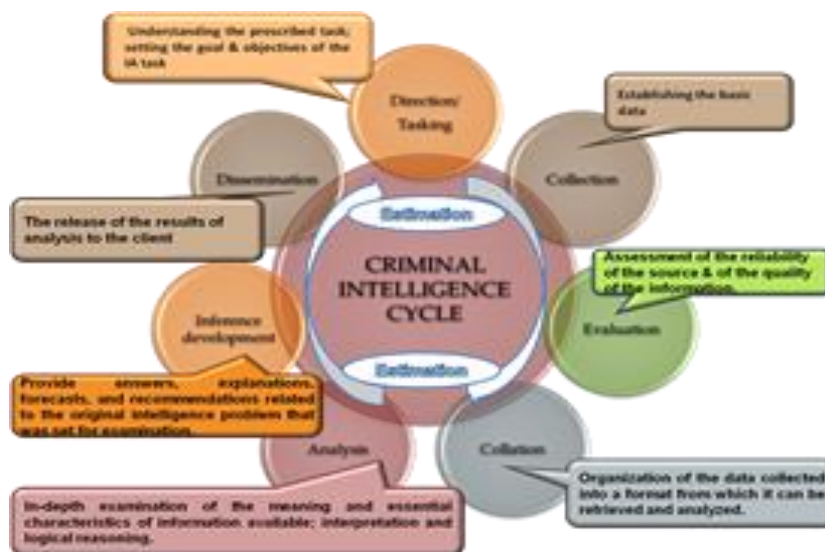 Understanding the prescribed task;
setting the goal & objectives of the
IA task
Direction/
Tasking
Establishing the basic
data
Collection
Dissemination
The release of the results of
analysis to the client
Estimation
CRIMINAL
INTELLIGENCE
CYCLE
Estimation
Assessment of the reliability
of the source & of the quality
of the information.
Evaluation
Inference
development
Provide answers, explanations,
forecasts, and recommendations related
to the original intelligence problem that
was set for examination.
Analysis
Collation
Organization of the data collected
into a format from which it can be
retrieved and analyzed.
In-depth examination of the meaning and essential
characteristics of information available; interpretation and
logical reasoning.